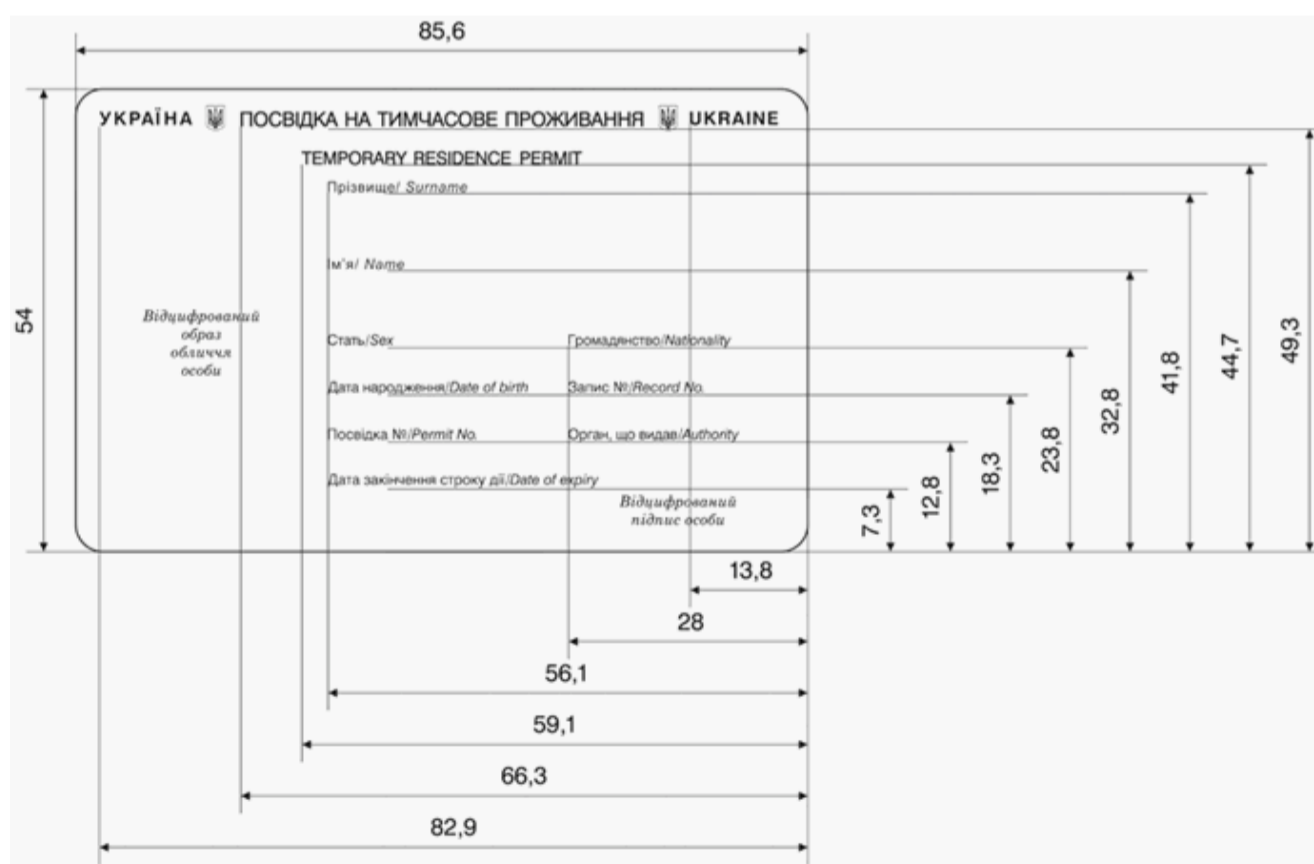 85,6
УКРАЇНА ПОСВІДКА НА ТИМЧАСОВЕ ПРОЖИВАННЯ UKRAINE
TEMPORARY RESIDENCE PERMIT
Прізвище/ Surname
Ім'я/ Name
Відцифрований
образ
обличчя
особи
Стать/Sex Громадянство/Nationality
Дата народження/Date of birth Запис №/Record No.
Посвідка №/Permit No. Орган, що видав/Authority
Дата закінчення строку дії/Date of expiry
Відцифрований
підпис особи
54
7,3
12,8
18,3
23,8
32,8
41,8
44,7
49,3
13,8
28
56,1
59,1
66,3
82,9